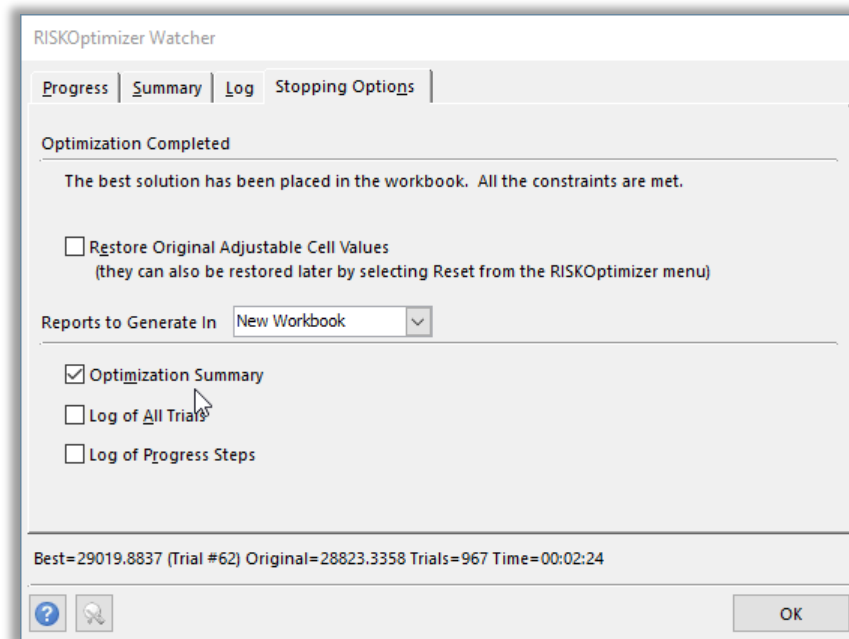 RISKOptimizer Watcher
Progress Summary Log Stopping Options
Optimization Completed
The best solution has been placed in the workbook. All the constraints are met.
Restore Original Adjustable Cell Values
(they can also be restored later by selecting Reset from the RISKOptimizer menu)
Reports to Generate In New Workbook
Optimization Summary
Log of All Trials
Log of Progress Steps
Best=29019.8837 (Trial #62) Original=28823.3358 Trials=967 Time=00:02:24
? OK